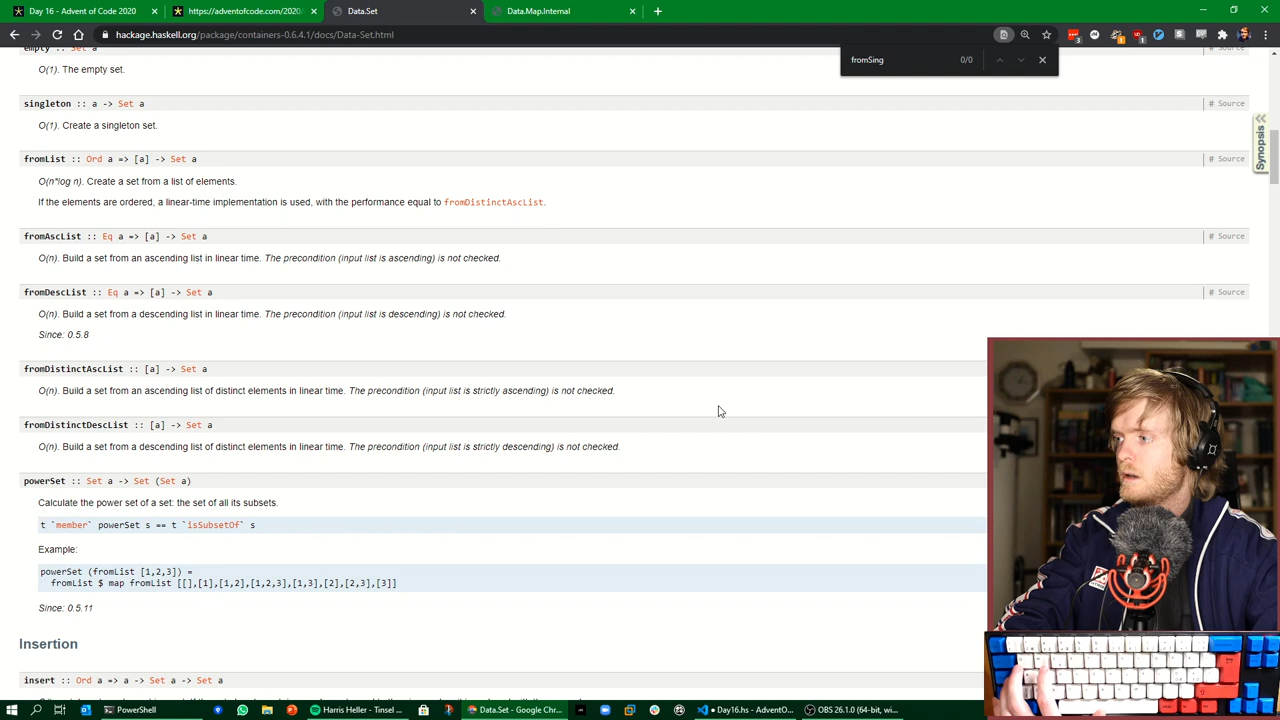 Day 16 - Advent of Code 2020
https://adventofcode.com/2020/
Data.Set
Data.Map.Internal
hackage.haskell.org/package/containers-0.6.4.1/docs/Data-Set.html
fromSing 0/0
empty :: Set a # Source
O(1). The empty set.
singleton :: a -> Set a # Source
O(1). Create a singleton set.
Synopsis
fromList :: Ord a => [a] -> Set a # Source
O(n*log n). Create a set from a list of elements.
If the elements are ordered, a linear-time implementation is used, with the performance equal to fromDistinctAscList.
fromAscList :: Eq a => [a] -> Set a # Source
O(n). Build a set from an ascending list in linear time. The precondition (input list is ascending) is not checked.
fromDescList :: Eq a => [a] -> Set a # Source
O(n). Build a set from a descending list in linear time. The precondition (input list is descending) is not checked.
Since: 0.5.8
fromDistinctAscList :: [a] -> Set a
O(n). Build a set from an ascending list of distinct elements in linear time. The precondition (input list is strictly ascending) is not checked.
fromDistinctDescList :: [a] -> Set a
O(n). Build a set from a descending list of distinct elements in linear time. The precondition (input list is strictly descending) is not checked.
powerSet :: Set a -> Set (Set a)
Calculate the power set of a set: the set of all its subsets.
t `member` powerSet s == t `isSubsetOf` s
Example:
powerSet (fromList [1,2,3]) =
fromList $ map fromList [[],[1],[1,2],[1,2,3],[1,3],[2],[2,3],[3]]
Since: 0.5.11
Insertion
insert :: Ord a => a -> Set a -> Set a
PowerShell
Harris Heller - Tinsel ...
Data.Set - Google C...
Day16.hs - AdventO...
OBS 26.1.0 (64-bit, w...